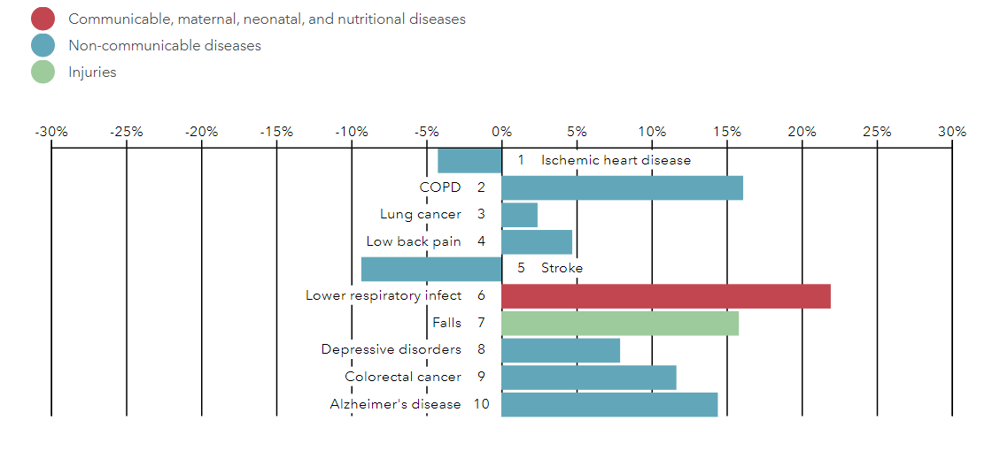 Communicable, maternal, neonatal, and nutritional diseases
Non-communicable diseases
Injuries
-30% -25% -20% -15% -10% -5% 0% 5% 10% 15% 20% 25% 30%
1 Ischemic heart disease
COPD 2
Lung cancer 3
Low back pain 4
5 Stroke
Lower respiratory infect 6
Falls 7
Depressive disorders 8
Colorectal cancer 9
Alzheimer's disease 10